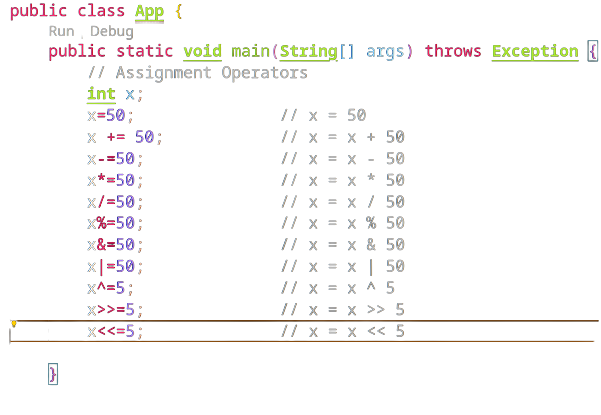 public class App {
Run | Debug
public static void main(String[] args) throws Exception {
// Assignment Operators
int x;
x=50; // x = 50
x += 50; // x = x + 50
x-=50; // x = x - 50
x*=50; // x = x * 50
x/=50; // x = x / 50
x%=50; // x = x % 50
x&=50; // x = x & 50
x|=50; // x = x | 50
x^=5; // x = x ^ 5
x>>=5; // x = x >> 5
x<<=5; // x = x << 5
}